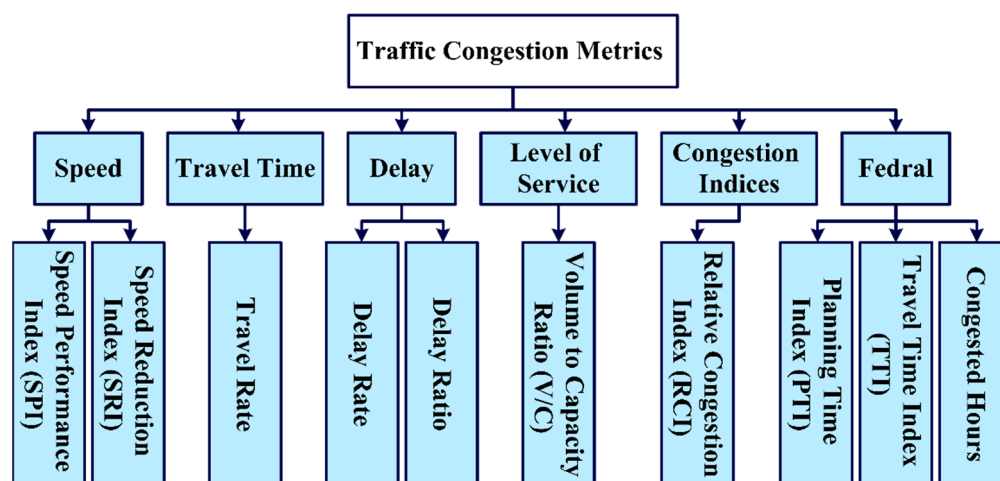 Traffic Congestion Metrics
Speed
Travel Time
Delay
Level of
Service
Congestion
Indices
Fedral
Speed Performance
Index (SPI)
Speed Reduction
Index (SRI)
Travel Rate
Delay Rate
Delay Ratio
Volume to Capacity
Ratio (V/C)
Relative Congestion
Index (RCI)
Planning Time
Index (PTI)
Travel Time Index
(TTI)
Congested Hours